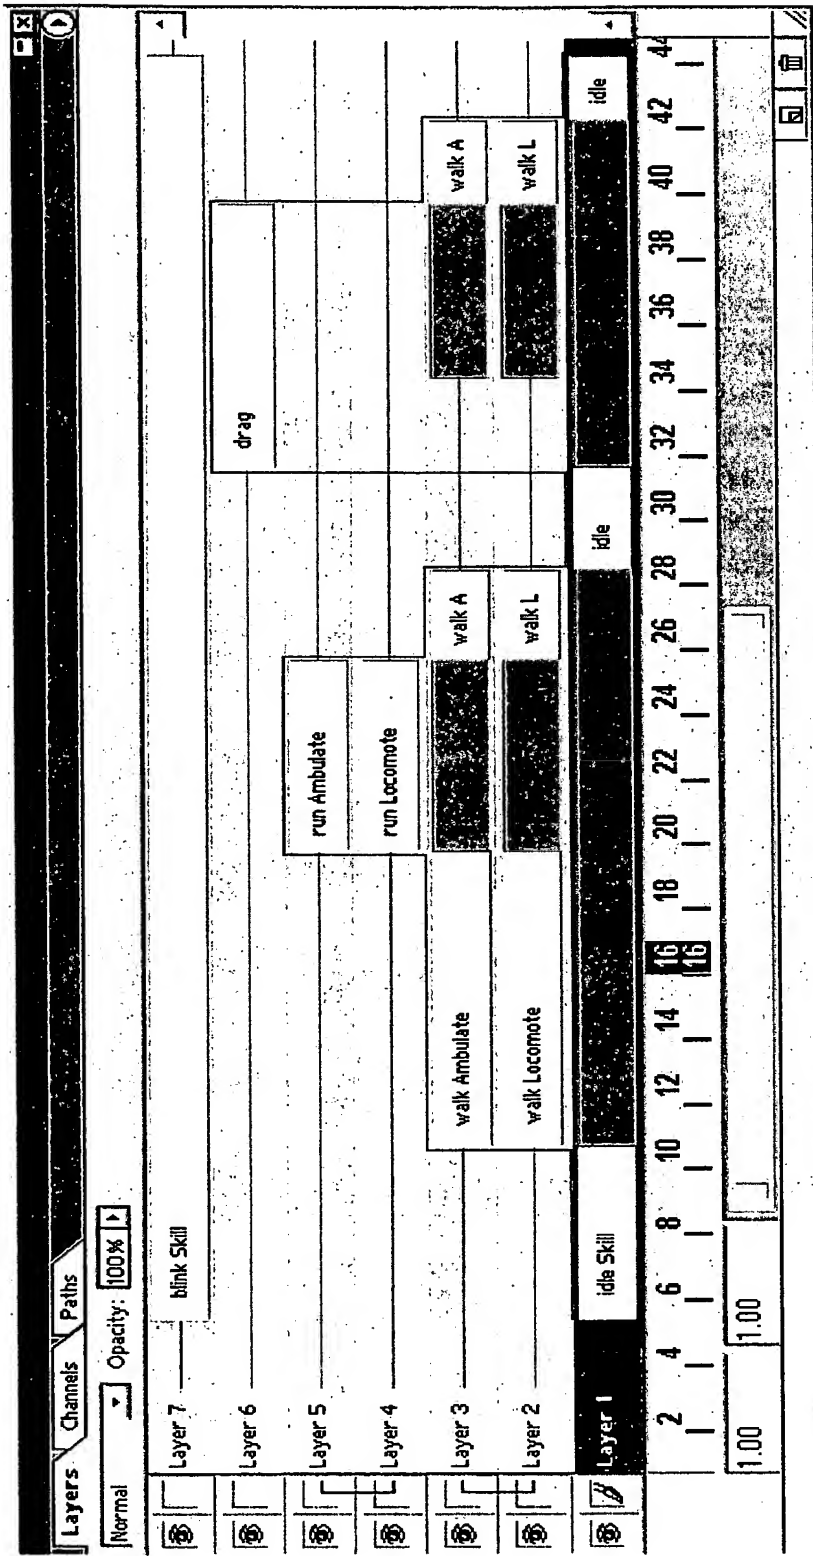 Layers Channels Paths
Normal Opacity: 100%
Layer 7 blink Skill
Layer 6 drag
Layer 5 run Ambulate
Layer 4 run Locomote
Layer 3 walk Ambulate walk A walk A
Layer 2 walk Locomote walk L walk L
Layer 1 idle Skill idle idle
2 4 6 8 10 12 14 16 18 20 22 24 26 28 30 32 34 36 38 40 42 44
16
1.00 1.00